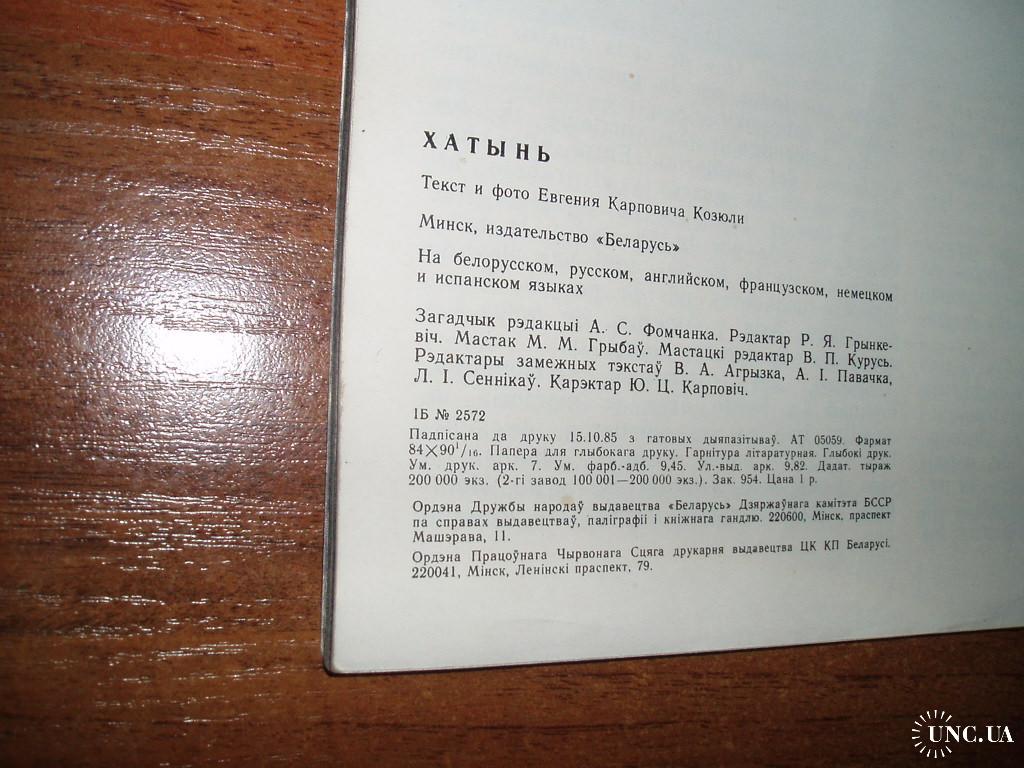 ХАТЫНЬ
Текст и фото Евгения Карповича Козюли
Минск, издательство «Беларусь»
На белорусском, русском, английском, французском, немецком
и испанском языках
Загадчык рэдакцыі А. С. Фомчанка. Рэдактар Р. Я. Грынке-
віч. Мастак М. М. Грыбаў. Мастацкі рэдактар В. П. Курусь.
Рэдактары замежных тэкстаў В. А. Агрызка, А. І. Павачка,
Л. І. Сеннікаў. Карэктар Ю. Ц. Карповіч.
ІБ № 2572
Падпісана да друку 15.10.85 з гатовых дыяпазітываў. АТ 05059. Фармат
84×90¹/₁₆. Папера для глыбокага друку. Гарнітура літаратурная. Глыбокі друк.
Ум. друк. арк. 7. Ум. фарб.-адб. 9,45. Ул.-выд. арк. 9,82. Дадат. тыраж
200 000 экз. (2-гі завод 100 001—200 000 экз.). Зак. 954. Цана 1 р.
Ордэна Дружбы народаў выдавецтва «Беларусь» Дзяржаўнага камітэта БССР
па справах выдавецтваў, паліграфіі і кніжнага гандлю. 220600, Мінск, праспект
Машэрава, 11.
Ордэна Працоўнага Чырвонага Сцяга друкарня выдавецтва ЦК КП Беларусі.
220041, Мінск, Ленінскі праспект, 79.
UNC.UA